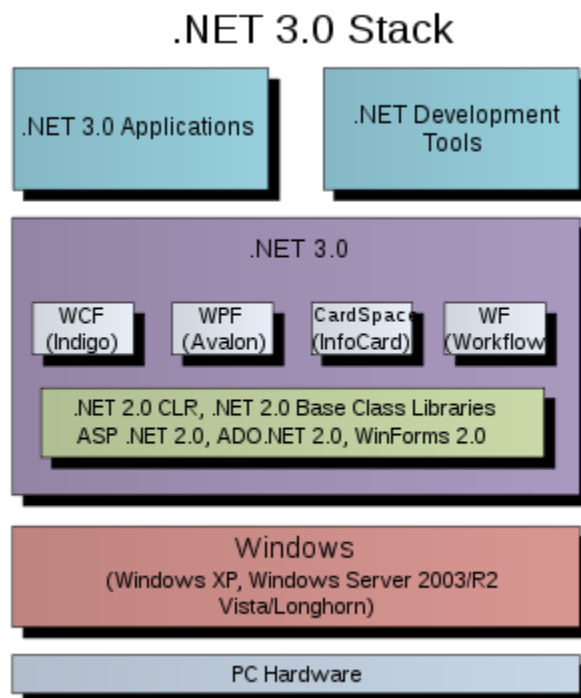 .NET 3.0 Stack
.NET 3.0 Applications
.NET Development
Tools
.NET 3.0
WCF
(Indigo)
WPF
(Avalon)
CardSpace
(InfoCard)
WF
(Workflow
.NET 2.0 CLR, .NET 2.0 Base Class Libraries
ASP .NET 2.0, ADO.NET 2.0, WinForms 2.0
Windows
(Windows XP, Windows Server 2003/R2
Vista/Longhorn)
PC Hardware